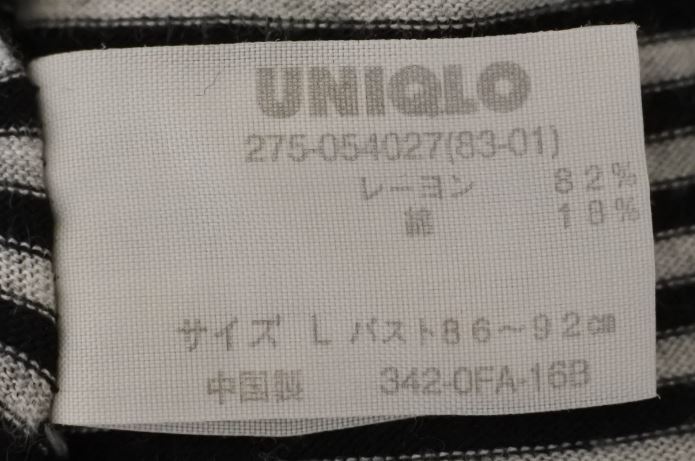 UNIQLO
275-054027(83-01)
レーヨン 82%
綿 18%
サイズ L バスト86～92㎝
中国製 342-0FA-16B